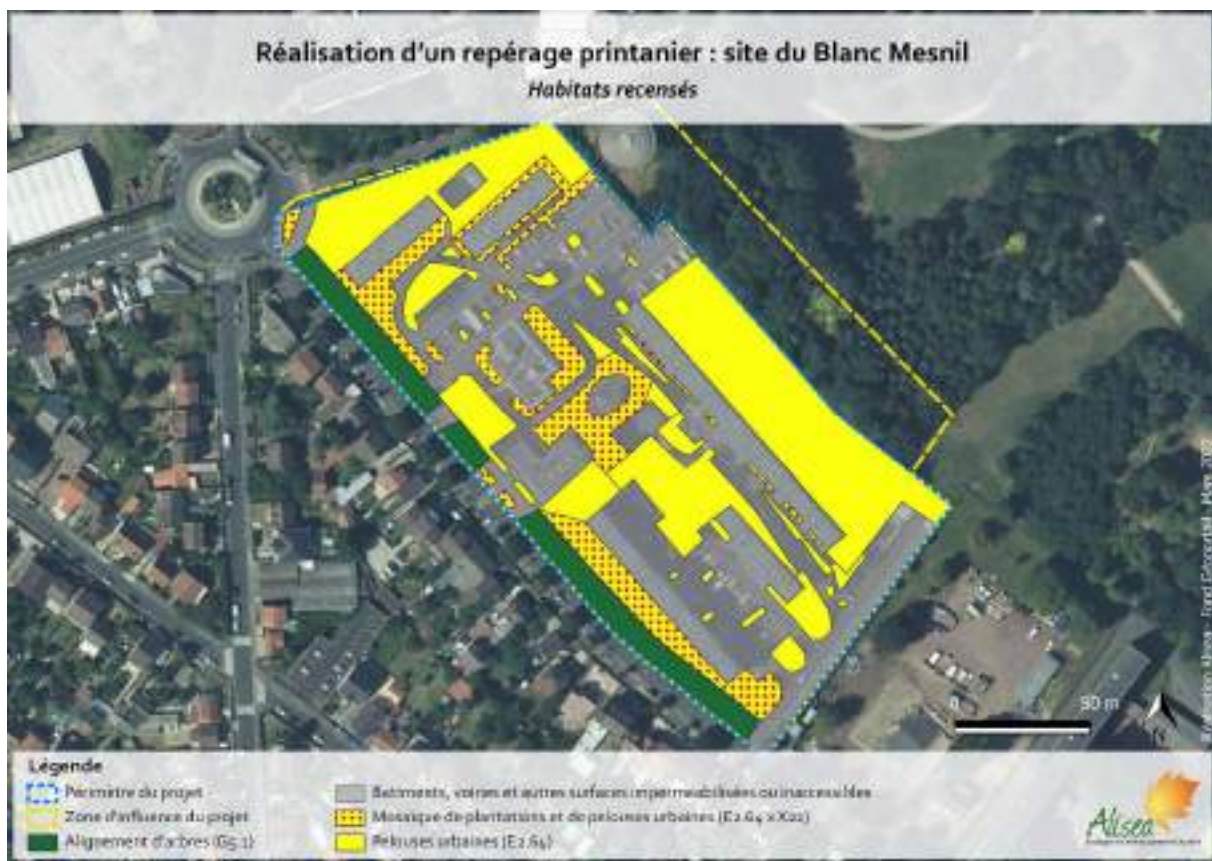 Réalisation d'un repérage printanier : site du Blanc Mesnil
Habitats recensés
0 50 m
N
Légende
Périmètre du projet
Zone d'influence du projet
Alignement d'arbres (G5.1)
Bâtiments, voiries et autres surfaces imperméabilisées ou inaccessibles
Mosaïque de plantations et de pelouses urbaines (E2.64 x X22)
Pelouses urbaines (E2.64)
Alisea